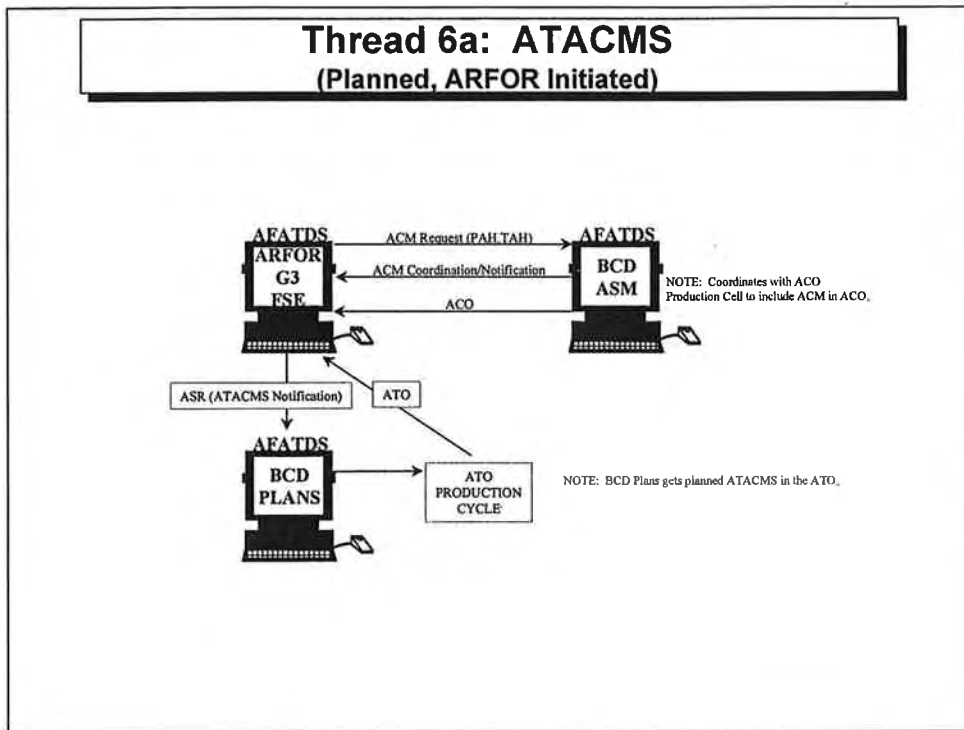 Thread 6a: ATACMS
(Planned, ARFOR Initiated)
AFATDS
ARFOR
G3
FSE
ACM Request (PAH,TAH)
ACM Coordination/Notification
ACO
AFATDS
BCD
ASM
NOTE: Coordinates with ACO
Production Cell to include ACM in ACO.
ASR (ATACMS Notification)
ATO
AFATDS
BCD
PLANS
ATO
PRODUCTION
CYCLE
NOTE: BCD Plans gets planned ATACMS in the ATO.